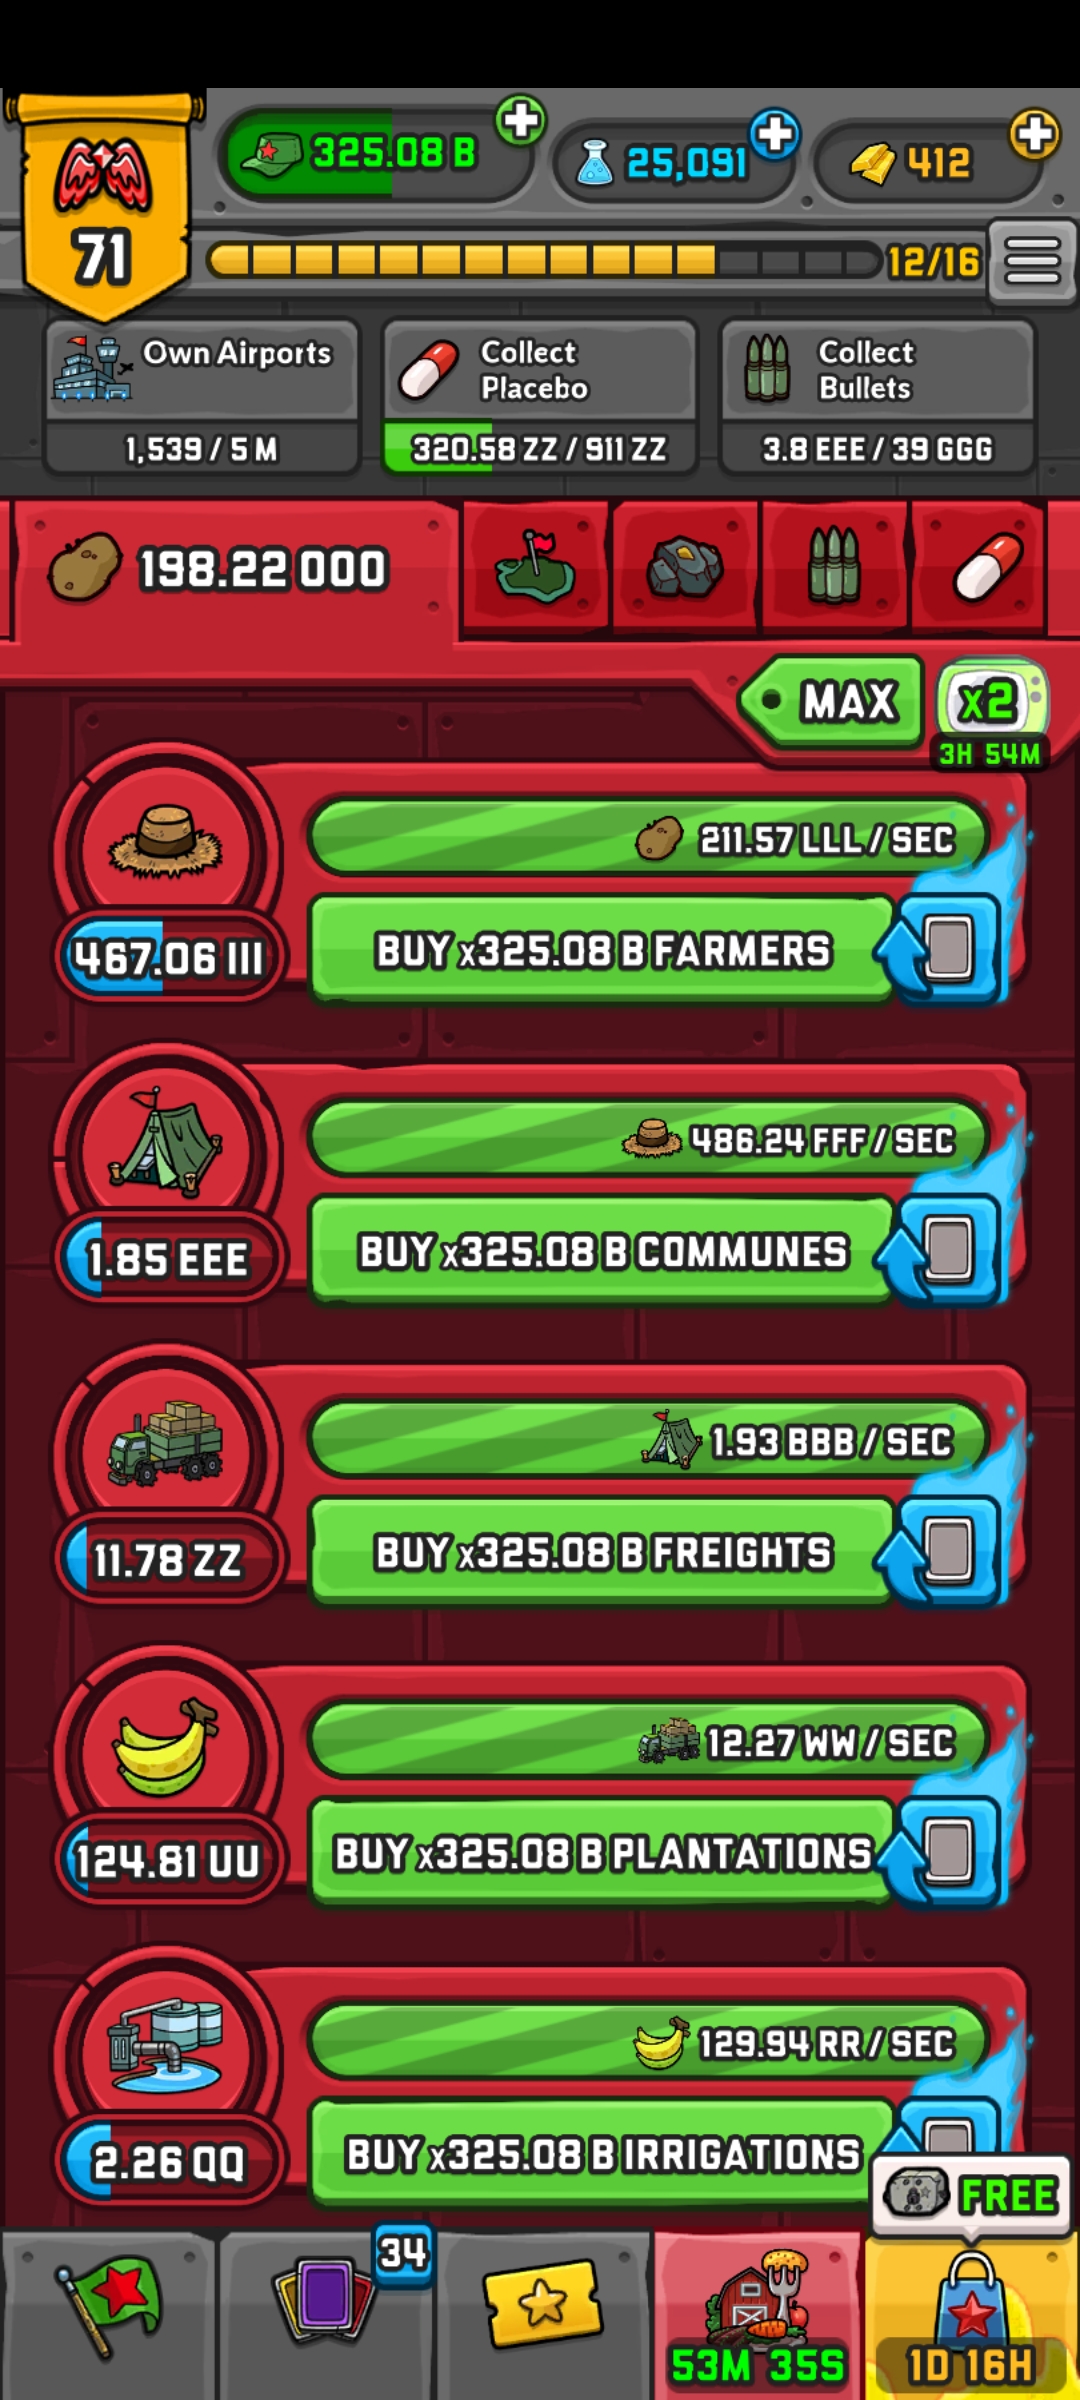 325.08 B
25,091
412
71
12/16
Own Airports
1,539 / 5 M
Collect
Placebo
320.58 ZZ / 911 ZZ
Collect
Bullets
3.8 EEE / 39 GGG
198.22 OOO
MAX
x2
3H 54M
211.57 LLL / SEC
467.06 III
BUY x325.08 B FARMERS
486.24 FFF / SEC
1.85 EEE
BUY x325.08 B COMMUNES
1.93 BBB / SEC
11.78 ZZ
BUY x325.08 B FREIGHTS
12.27 WW / SEC
124.81 UU
BUY x325.08 B PLANTATIONS
129.94 RR / SEC
2.26 QQ
BUY x325.08 B IRRIGATIONS
FREE
34
53M 35S
1D 16H